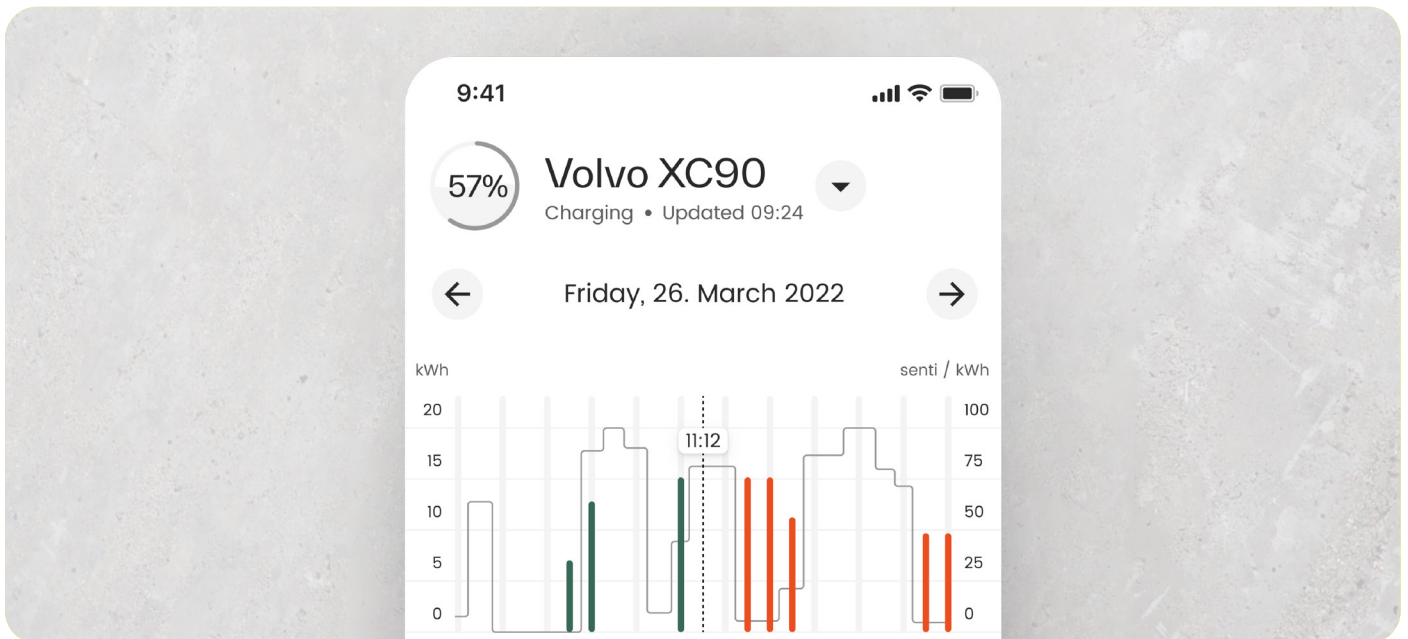 9:41
57%
Volvo XC90
Charging • Updated 09:24
Friday, 26. March 2022
kWh senti / kWh
20 100
11:12
15 75
10 50
5 25
0 0